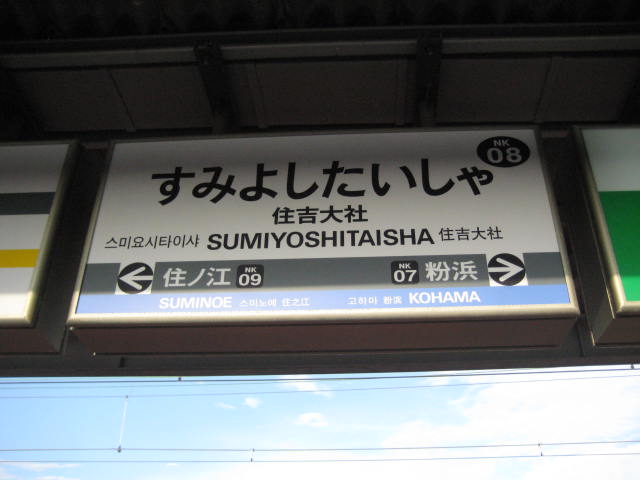 NK
08
すみよしたいしゃ
住吉大社
스미요시타이샤 SUMIYOSHITAISHA 住吉大社
住ノ江 NK 09 NK 07 粉浜
SUMINOE 스미노에 住之江 고하마 粉浜 KOHAMA